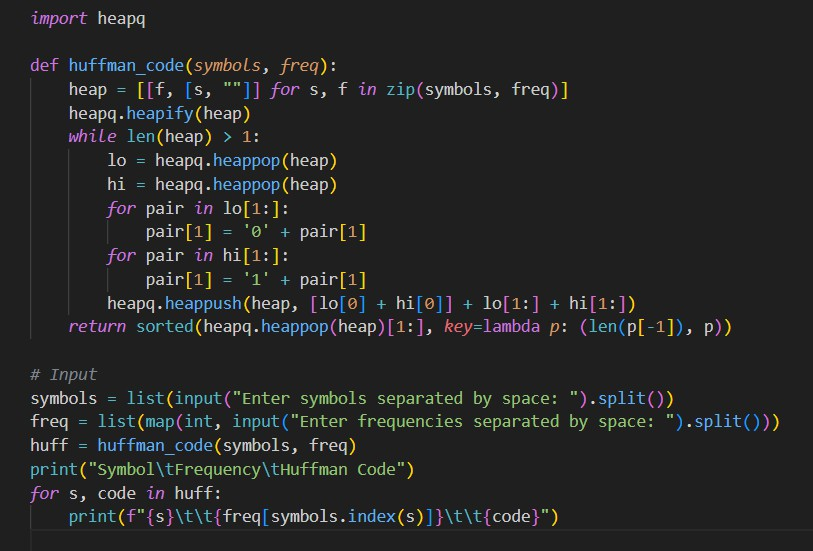 import heapq

def huffman_code(symbols, freq):
    heap = [[f, [s, ""]] for s, f in zip(symbols, freq)]
    heapq.heapify(heap)
    while len(heap) > 1:
        lo = heapq.heappop(heap)
        hi = heapq.heappop(heap)
        for pair in lo[1:]:
            pair[1] = '0' + pair[1]
        for pair in hi[1:]:
            pair[1] = '1' + pair[1]
        heapq.heappush(heap, [lo[0] + hi[0]] + lo[1:] + hi[1:])
    return sorted(heapq.heappop(heap)[1:], key=lambda p: (len(p[-1]), p))

# Input
symbols = list(input("Enter symbols separated by space: ").split())
freq = list(map(int, input("Enter frequencies separated by space: ").split()))
huff = huffman_code(symbols, freq)
print("Symbol\tFrequency\tHuffman Code")
for s, code in huff:
    print(f"{s}\t\t{freq[symbols.index(s)]}\t\t{code}")